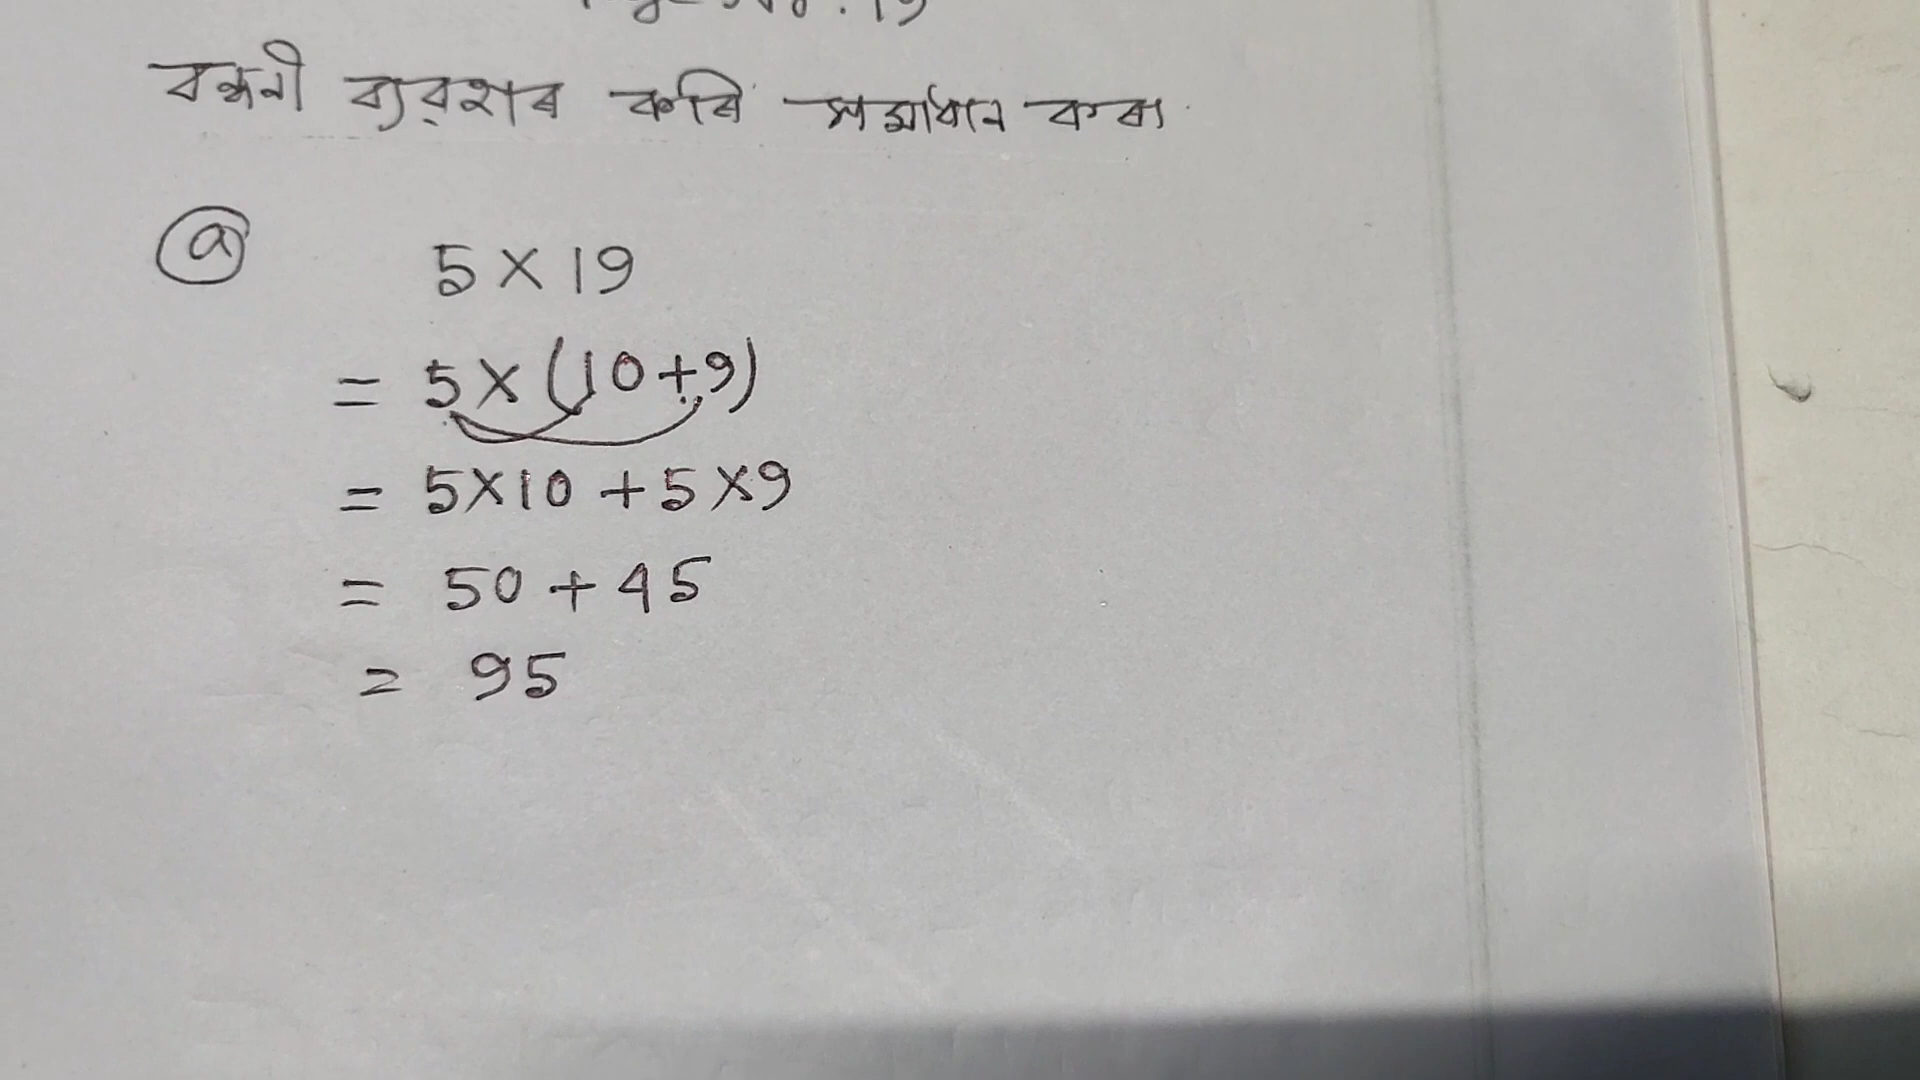 বন্ধনী ব্যৱহাৰ কৰি সমাধান কৰা
ⓐ 5 × 19
= 5 × (10 + 9)
= 5 × 10 + 5 × 9
= 50 + 45
= 95